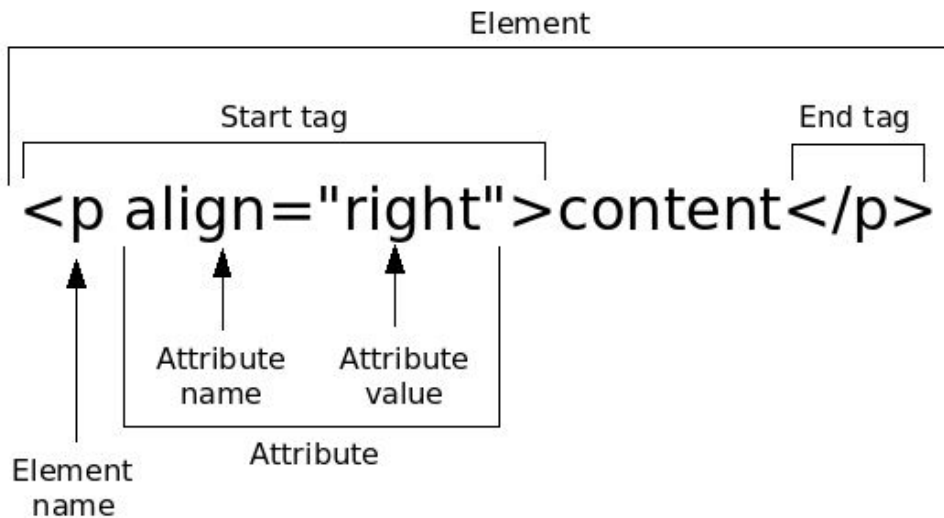 Element
Start tag
End tag
<p align="right">content</p>
Attribute
name
Attribute
value
Attribute
Element
name